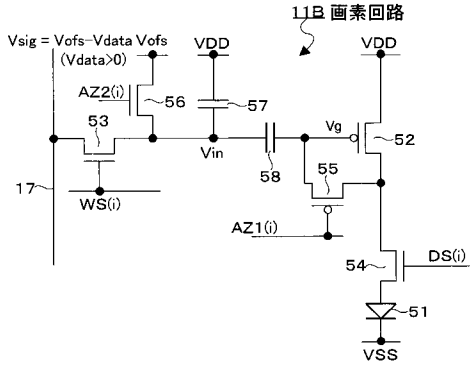 11B 画素回路
Vsig = Vofs−Vdata Vofs
(Vdata>0)
VDD
VDD
AZ2(i)
56
57
53
Vg
52
Vin
58
55
17
WS(i)
AZ1(i)
54
DS(i)
51
VSS